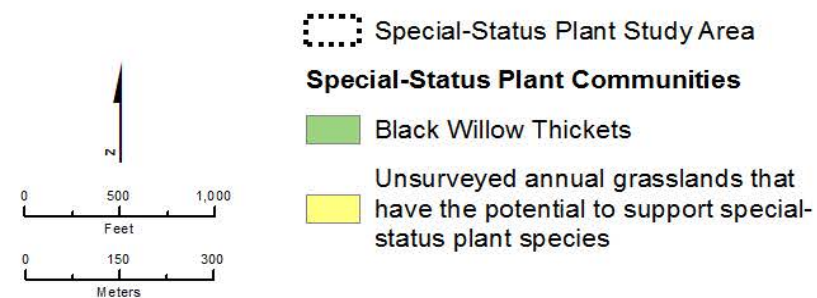 Special-Status Plant Study Area
Special-Status Plant Communities
Black Willow Thickets
Unsurveyed annual grasslands that
have the potential to support special-
status plant species
N
0 500 1,000
Feet
0 150 300
Meters